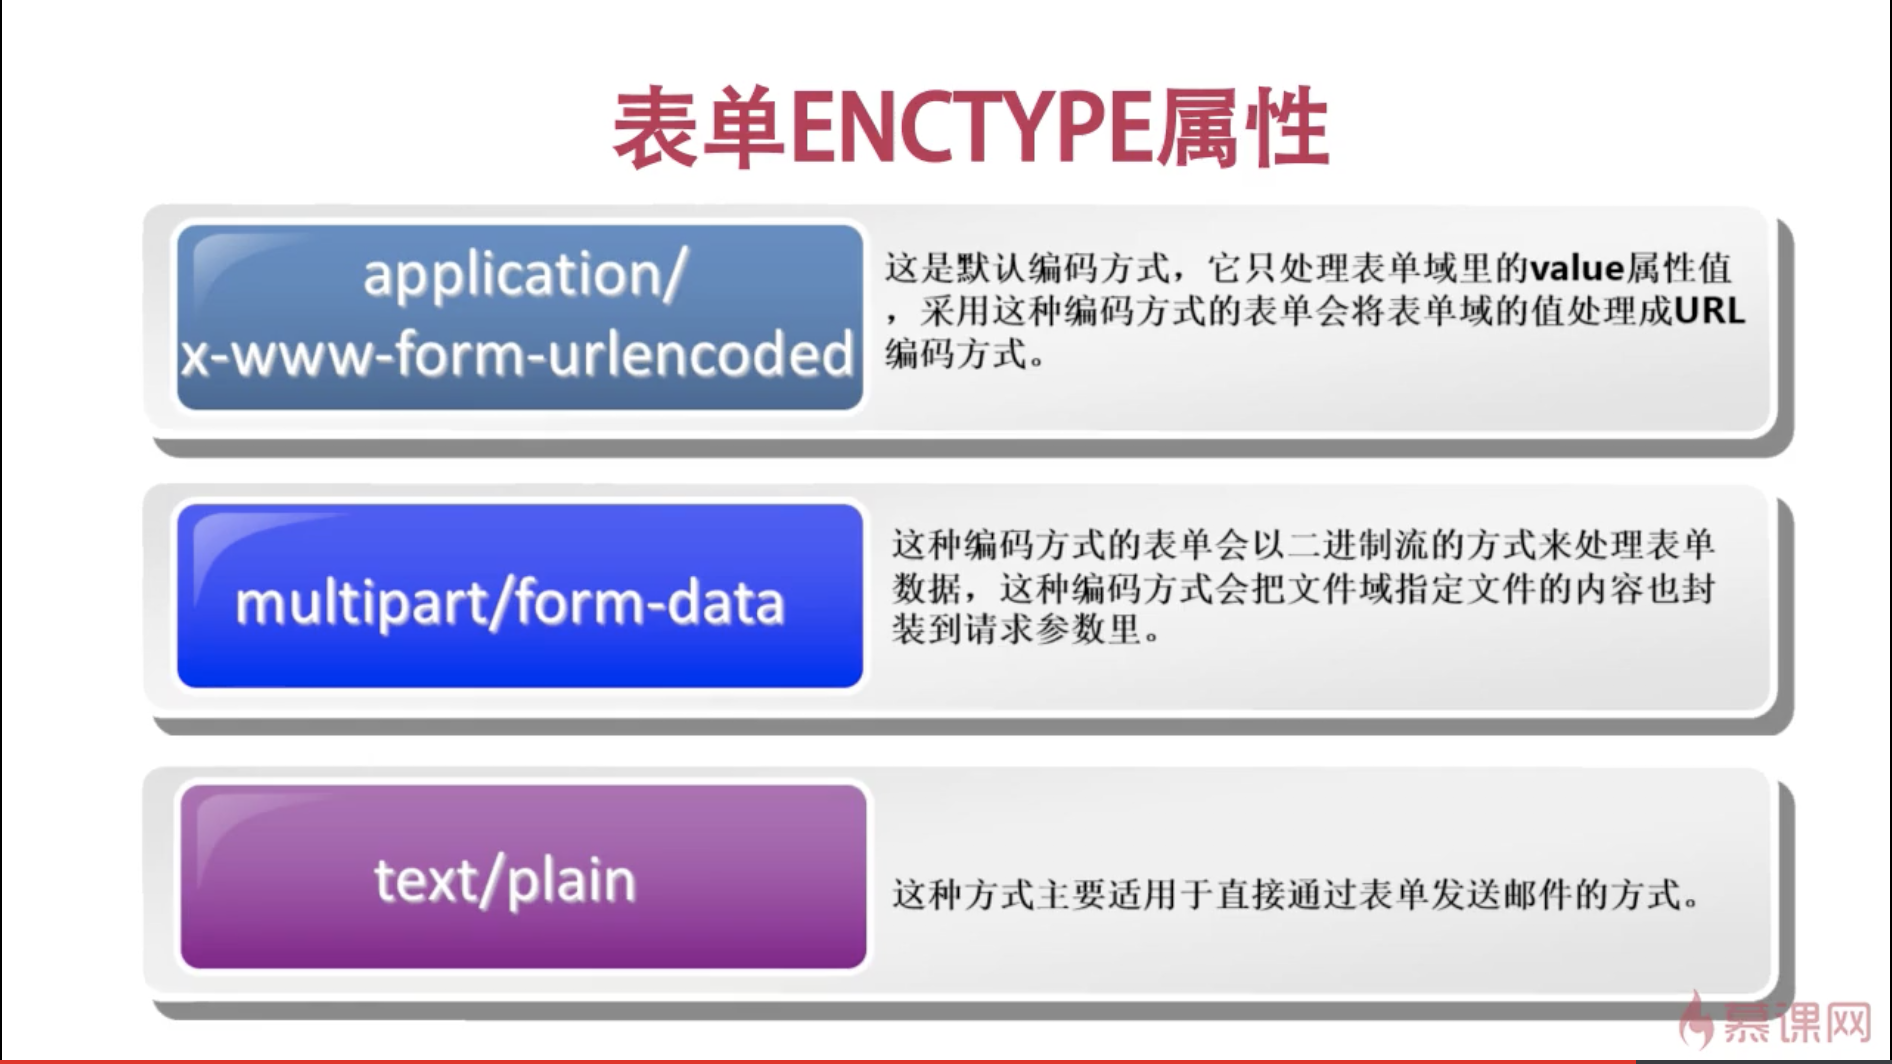 表单ENCTYPE属性
application/
x-www-form-urlencoded
这是默认编码方式，它只处理表单域里的value属性值
，采用这种编码方式的表单会将表单域的值处理成URL
编码方式。
multipart/form-data
这种编码方式的表单会以二进制流的方式来处理表单
数据，这种编码方式会把文件域指定文件的内容也封
装到请求参数里。
text/plain
这种方式主要适用于直接通过表单发送邮件的方式。
慕课网